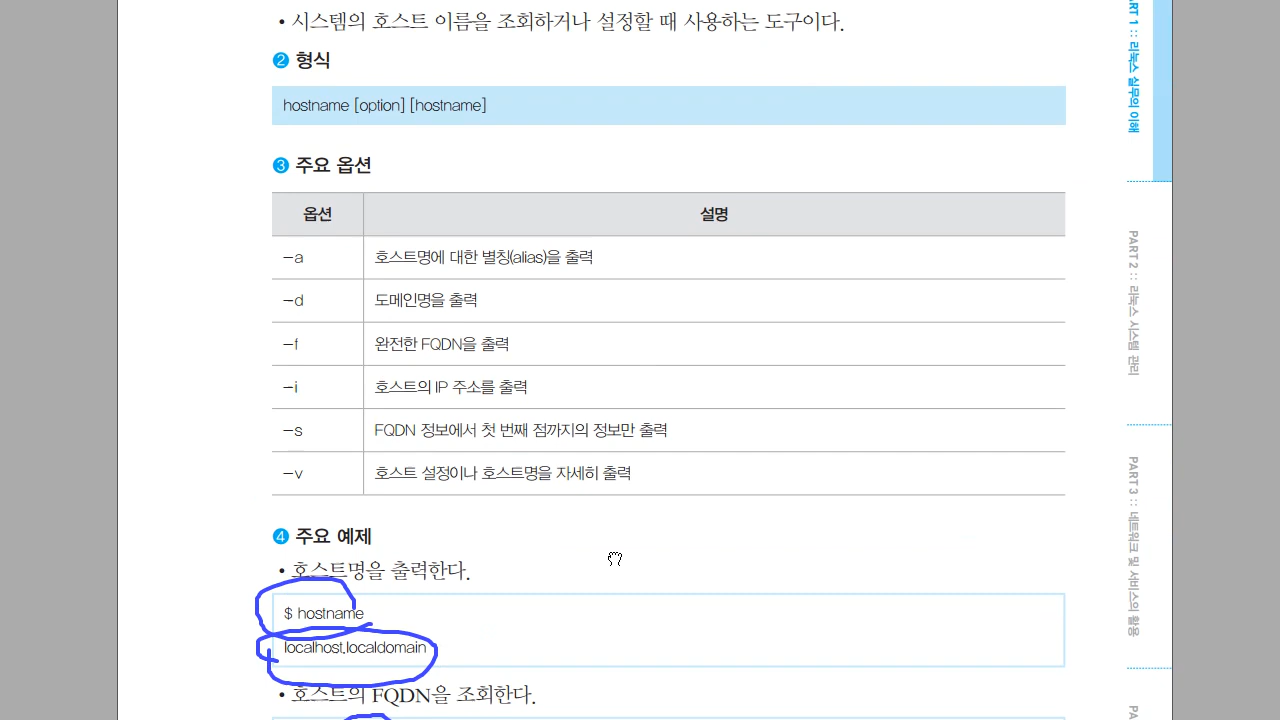 • 시스템의 호스트 이름을 조회하거나 설정할 때 사용하는 도구이다.
② 형식
hostname [option] [hostname]
③ 주요 옵션
옵션 설명
-a 호스트명에 대한 별칭(alias)을 출력
-d 도메인명을 출력
-f 완전한 FQDN을 출력
-i 호스트의 IP 주소를 출력
-s FQDN 정보에서 첫 번째 점까지의 정보만 출력
-v 호스트 설정이나 호스트명을 자세히 출력
④ 주요 예제
• 호스트명을 출력한다.
$ hostname
localhost.localdomain
• 호스트의 FQDN을 조회한다.
PART 1 :: 리눅스 실무의 이해
PART 2 :: 리눅스 시스템 관리
PART 3 :: 네트워크 및 서비스의 활용
PA